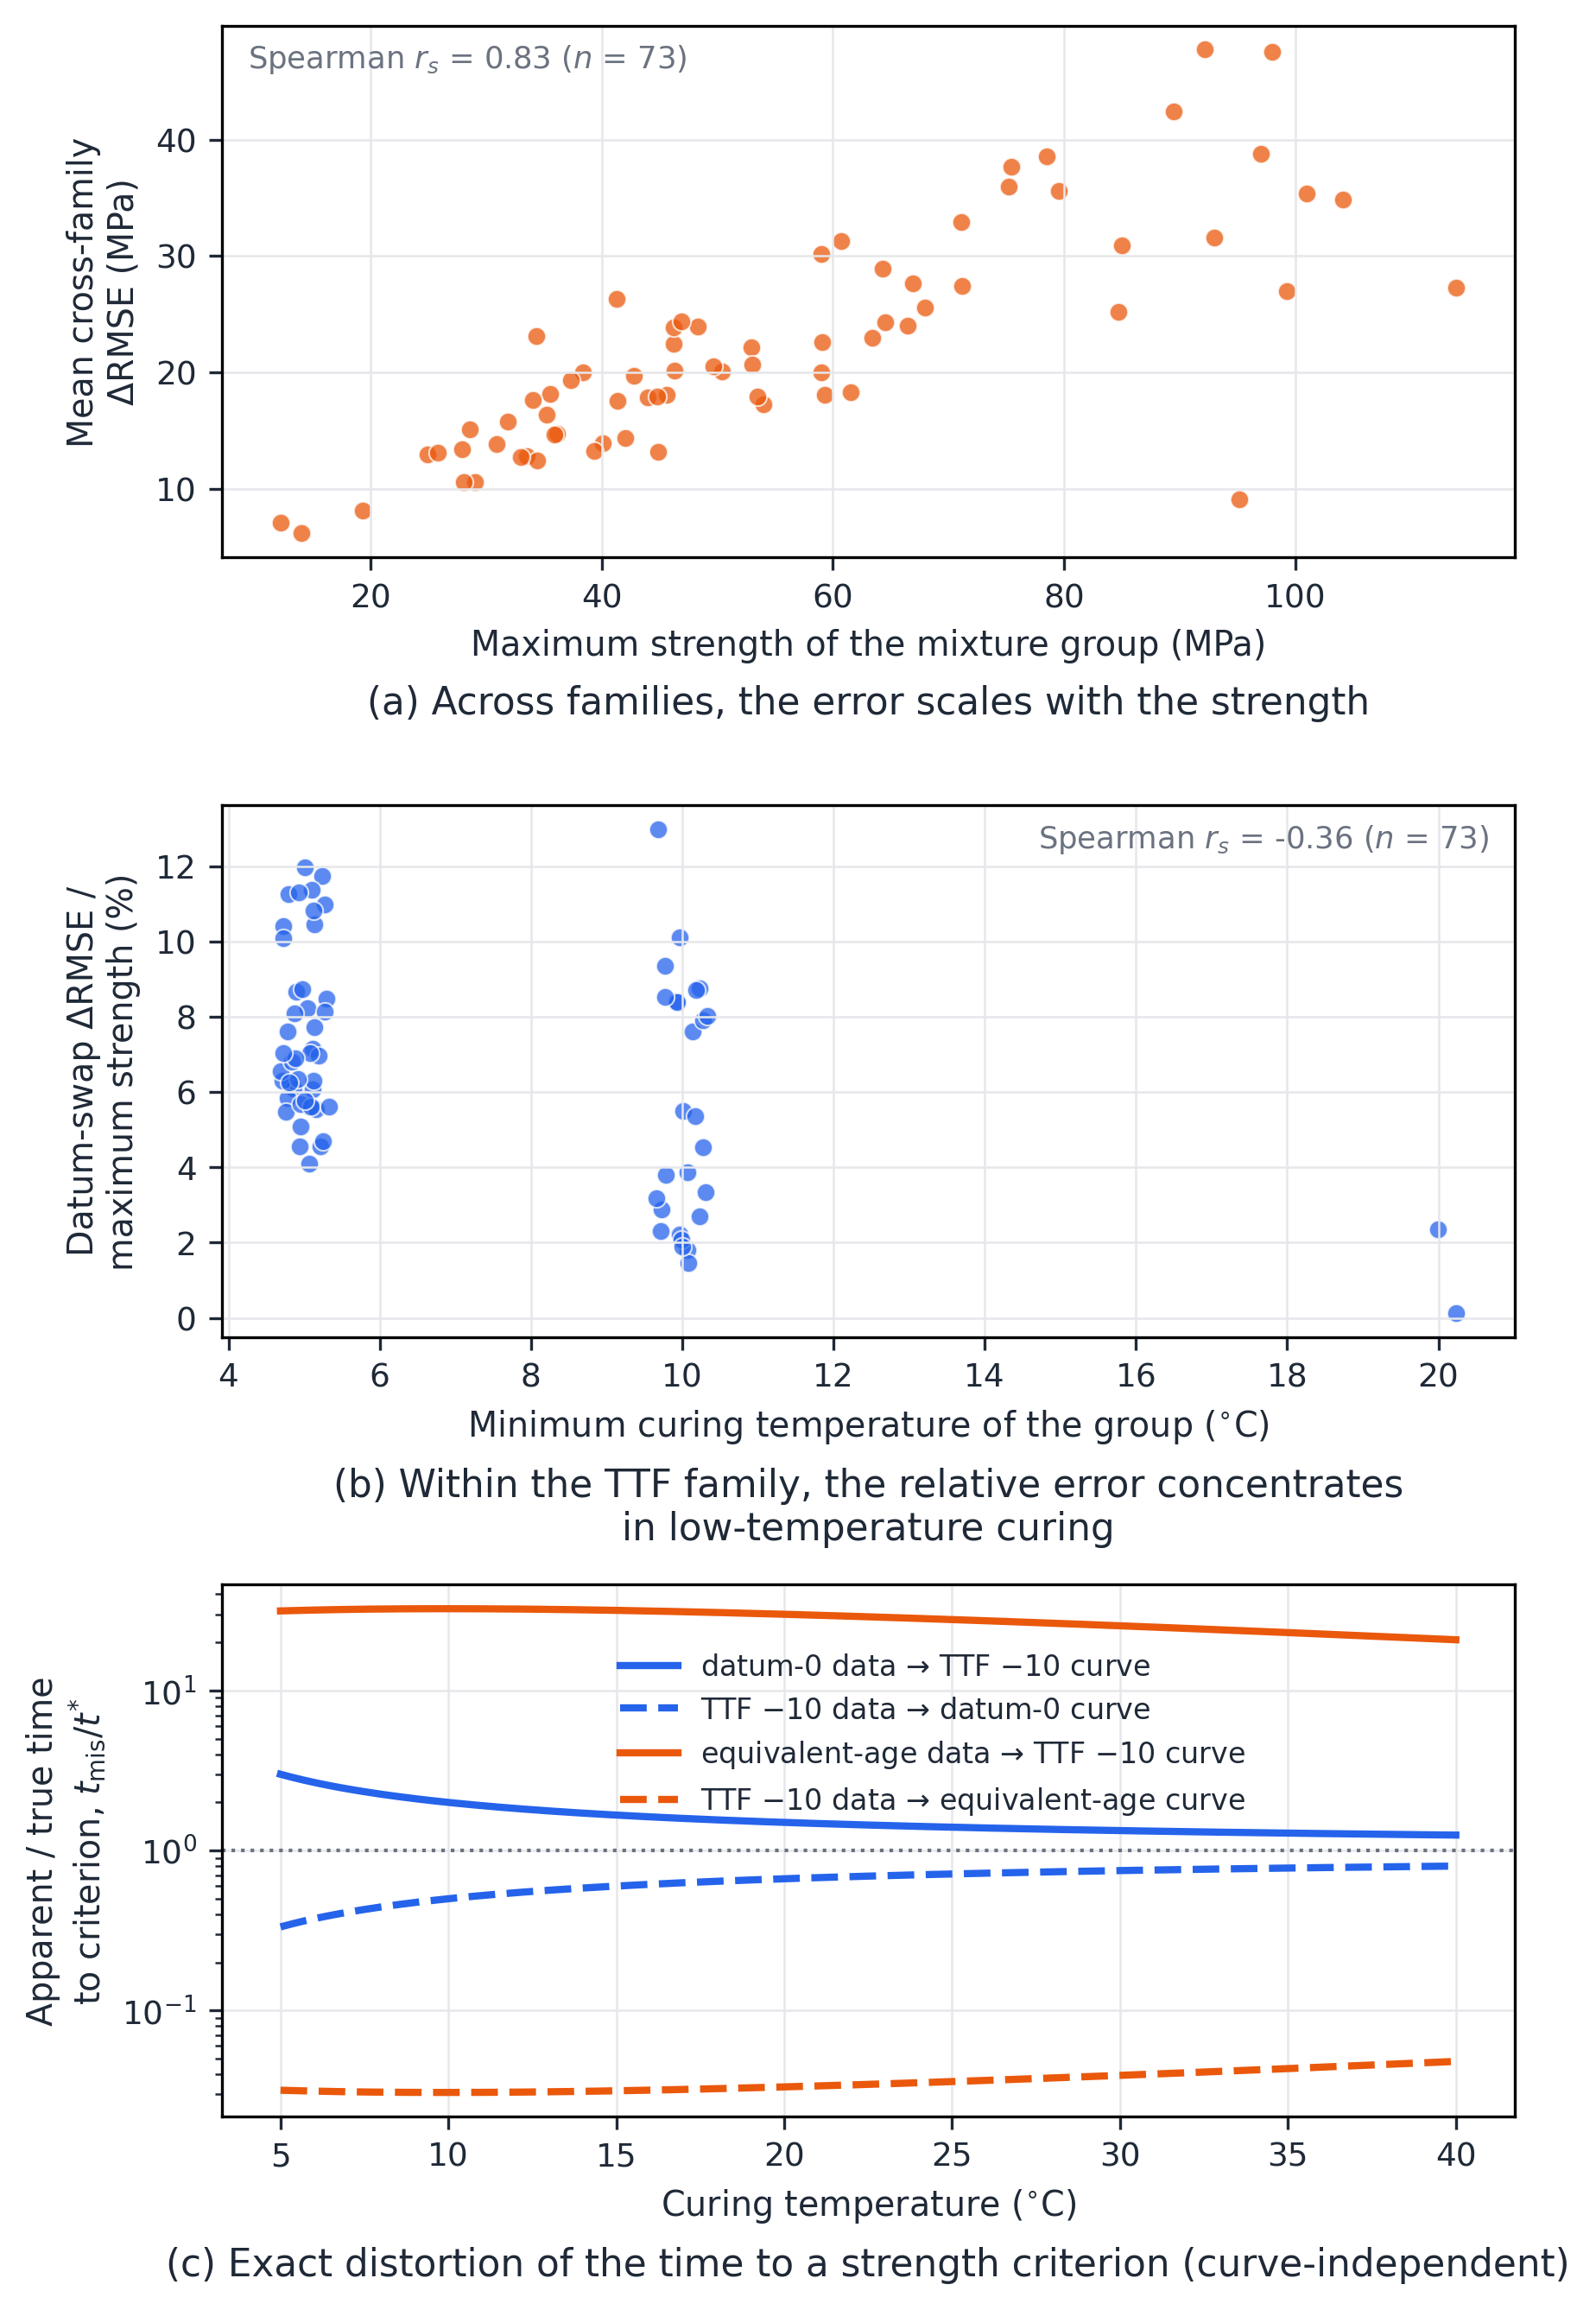 Spearman rₛ = 0.83 (n = 73)
Mean cross-family
ΔRMSE (MPa)
40
30
20
10
20 40 60 80 100
Maximum strength of the mixture group (MPa)
(a) Across families, the error scales with the strength
Spearman rₛ = -0.36 (n = 73)
Datum-swap ΔRMSE /
maximum strength (%)
12
10
8
6
4
2
0
4 6 8 10 12 14 16 18 20
Minimum curing temperature of the group (°C)
(b) Within the TTF family, the relative error concentrates
in low-temperature curing
Apparent / true time
to criterion, t_mis/t*
10¹
10⁰
10⁻¹
datum-0 data → TTF −10 curve
TTF −10 data → datum-0 curve
equivalent-age data → TTF −10 curve
TTF −10 data → equivalent-age curve
5 10 15 20 25 30 35 40
Curing temperature (°C)
(c) Exact distortion of the time to a strength criterion (curve-independent)